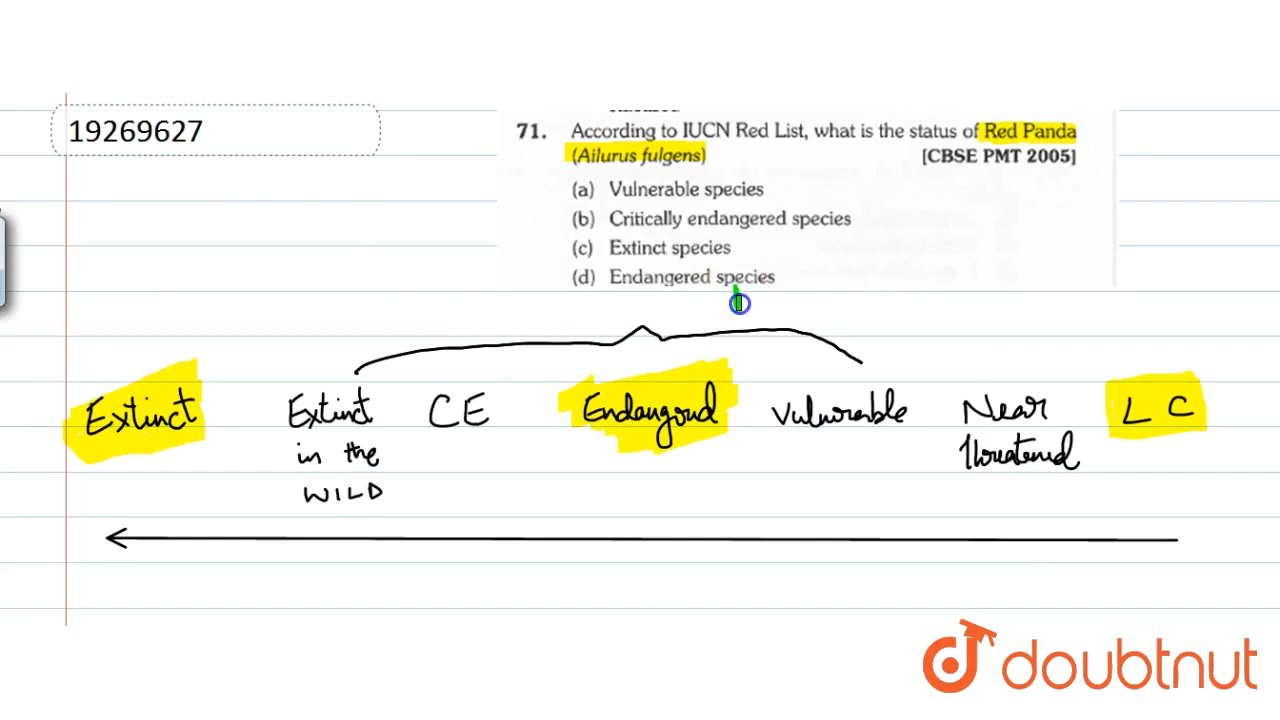 19269627
71. According to IUCN Red List, what is the status of Red Panda
(Ailurus fulgens) [CBSE PMT 2005]
(a) Vulnerable species
(b) Critically endangered species
(c) Extinct species
(d) Endangered species
Extinct Extinct CE Endangered Vulnerable Near LC
in the threatened
WILD
doubtnut